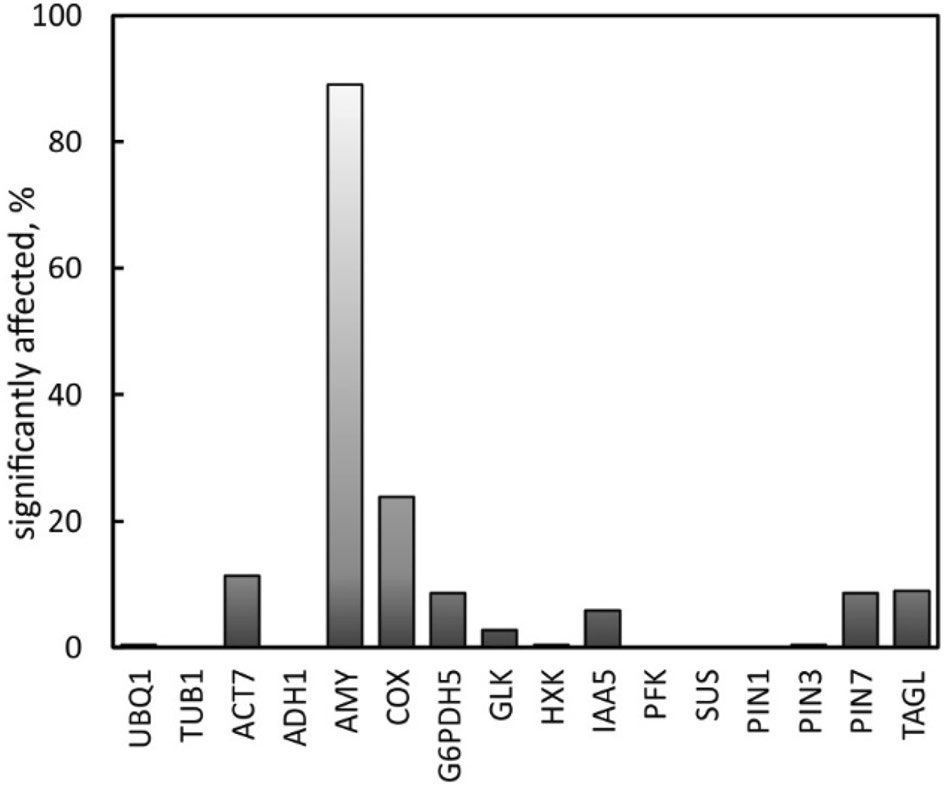 significantly affected, %
100
80
60
40
20
0
UBQ1
TUB1
ACT7
ADH1
AMY
COX
G6PDH5
GLK
HXK
IAA5
PFK
SUS
PIN1
PIN3
PIN7
TAGL